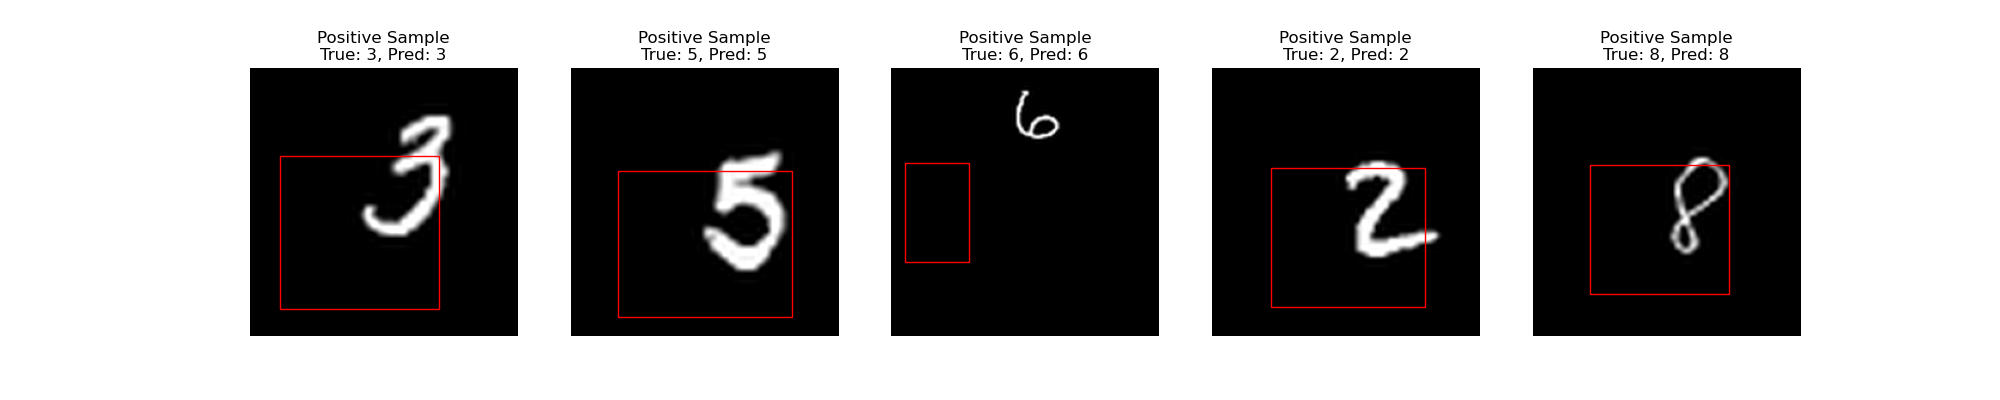 Positive Sample
True: 3, Pred: 3
Positive Sample
True: 5, Pred: 5
Positive Sample
True: 6, Pred: 6
Positive Sample
True: 2, Pred: 2
Positive Sample
True: 8, Pred: 8
3
5
6
2
8